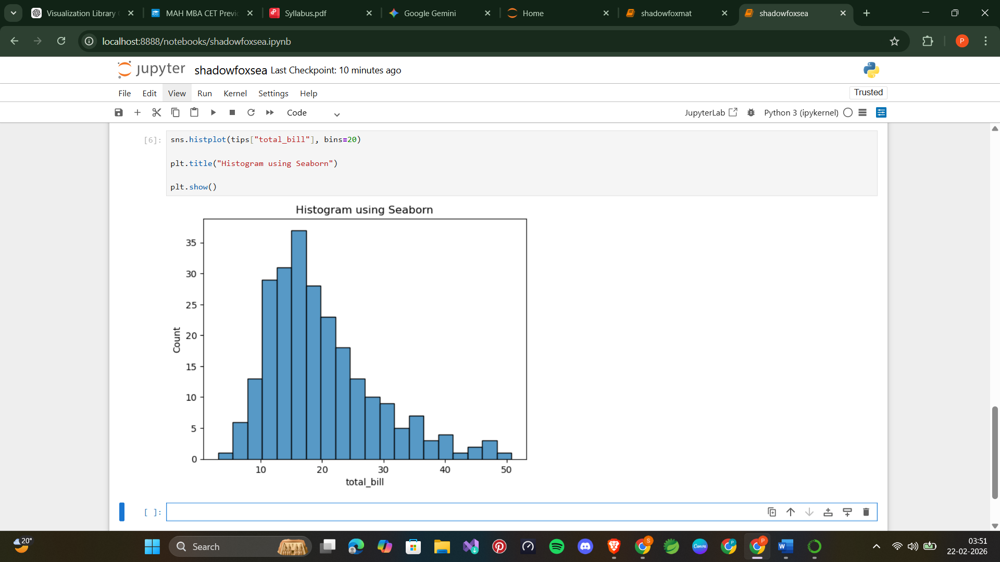 Visualization Library
MAH MBA CET Previ
Syllabus.pdf
Google Gemini
Home
shadowfoxmat
shadowfoxsea
localhost:8888/notebooks/shadowfoxsea.ipynb
P
jupyter shadowfoxsea Last Checkpoint: 10 minutes ago
File Edit View Run Kernel Settings Help
Trusted
Code
JupyterLab
Python 3 (ipykernel)
[6]:
sns.histplot(tips["total_bill"], bins=20)
plt.title("Histogram using Seaborn")
plt.show()
Histogram using Seaborn
35
30
25
20
15
10
5
0
Count
10 20 30 40 50
total_bill
[ ]:
20°
Search
Canva
S
P
P
W
03:51
22-02-2026